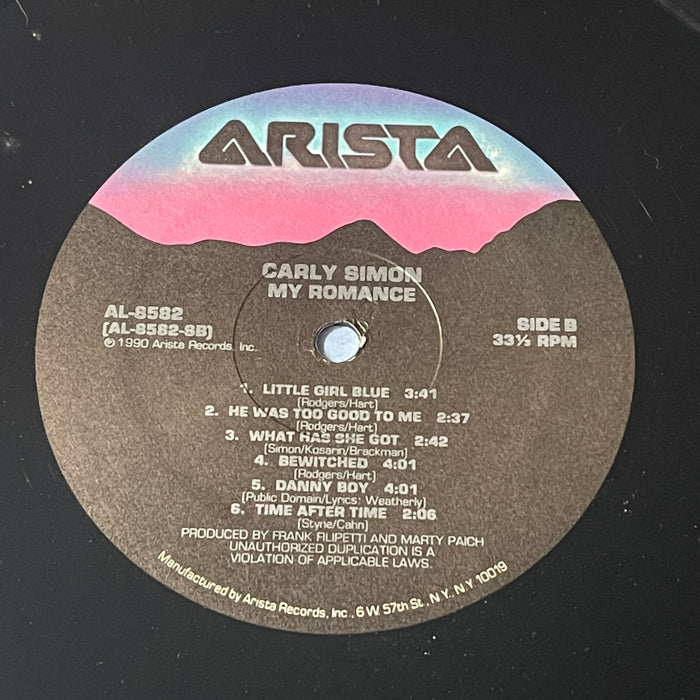 ARISTA
CARLY SIMON
MY ROMANCE
AL-8582
(AL-8582-SB)
℗ 1990 Arista Records, Inc.
SIDE B
33⅓ RPM
1. LITTLE GIRL BLUE 3:41
(Rodgers/Hart)
2. HE WAS TOO GOOD TO ME 2:37
(Rodgers/Hart)
3. WHAT HAS SHE GOT 2:42
(Simon/Kosarin/Brackman)
4. BEWITCHED 4:01
(Rodgers/Hart)
5. DANNY BOY 4:01
(Public Domain/Lyrics: Weatherly)
6. TIME AFTER TIME 2:06
(Styne/Cahn)
PRODUCED BY FRANK FILIPETTI AND MARTY PAICH
UNAUTHORIZED DUPLICATION IS A
VIOLATION OF APPLICABLE LAWS.
Manufactured by Arista Records, Inc., 6 W. 57th St., N.Y., N.Y. 10019